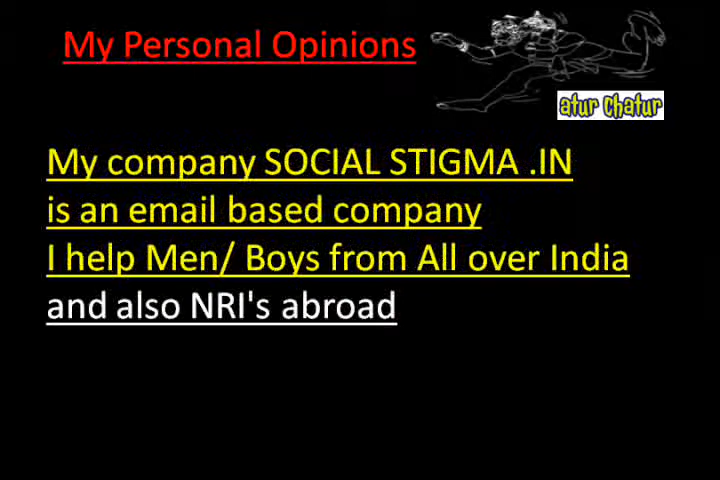 My Personal Opinions
atur chatur
My company SOCIAL STIGMA .IN
is an email based company
I help Men/ Boys from All over India
and also NRI's abroad